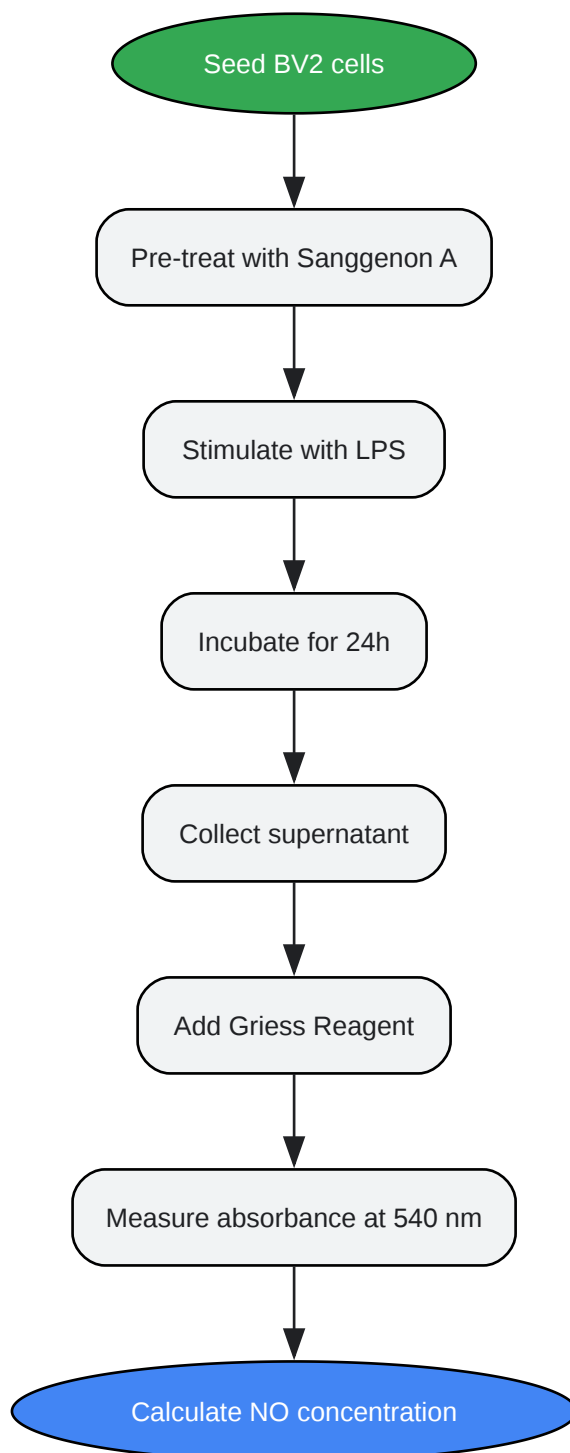 Seed BV2 cells
Pre-treat with Sanggenon A
Stimulate with LPS
Incubate for 24h
Collect supernatant
Add Griess Reagent
Measure absorbance at 540 nm
Calculate NO concentration